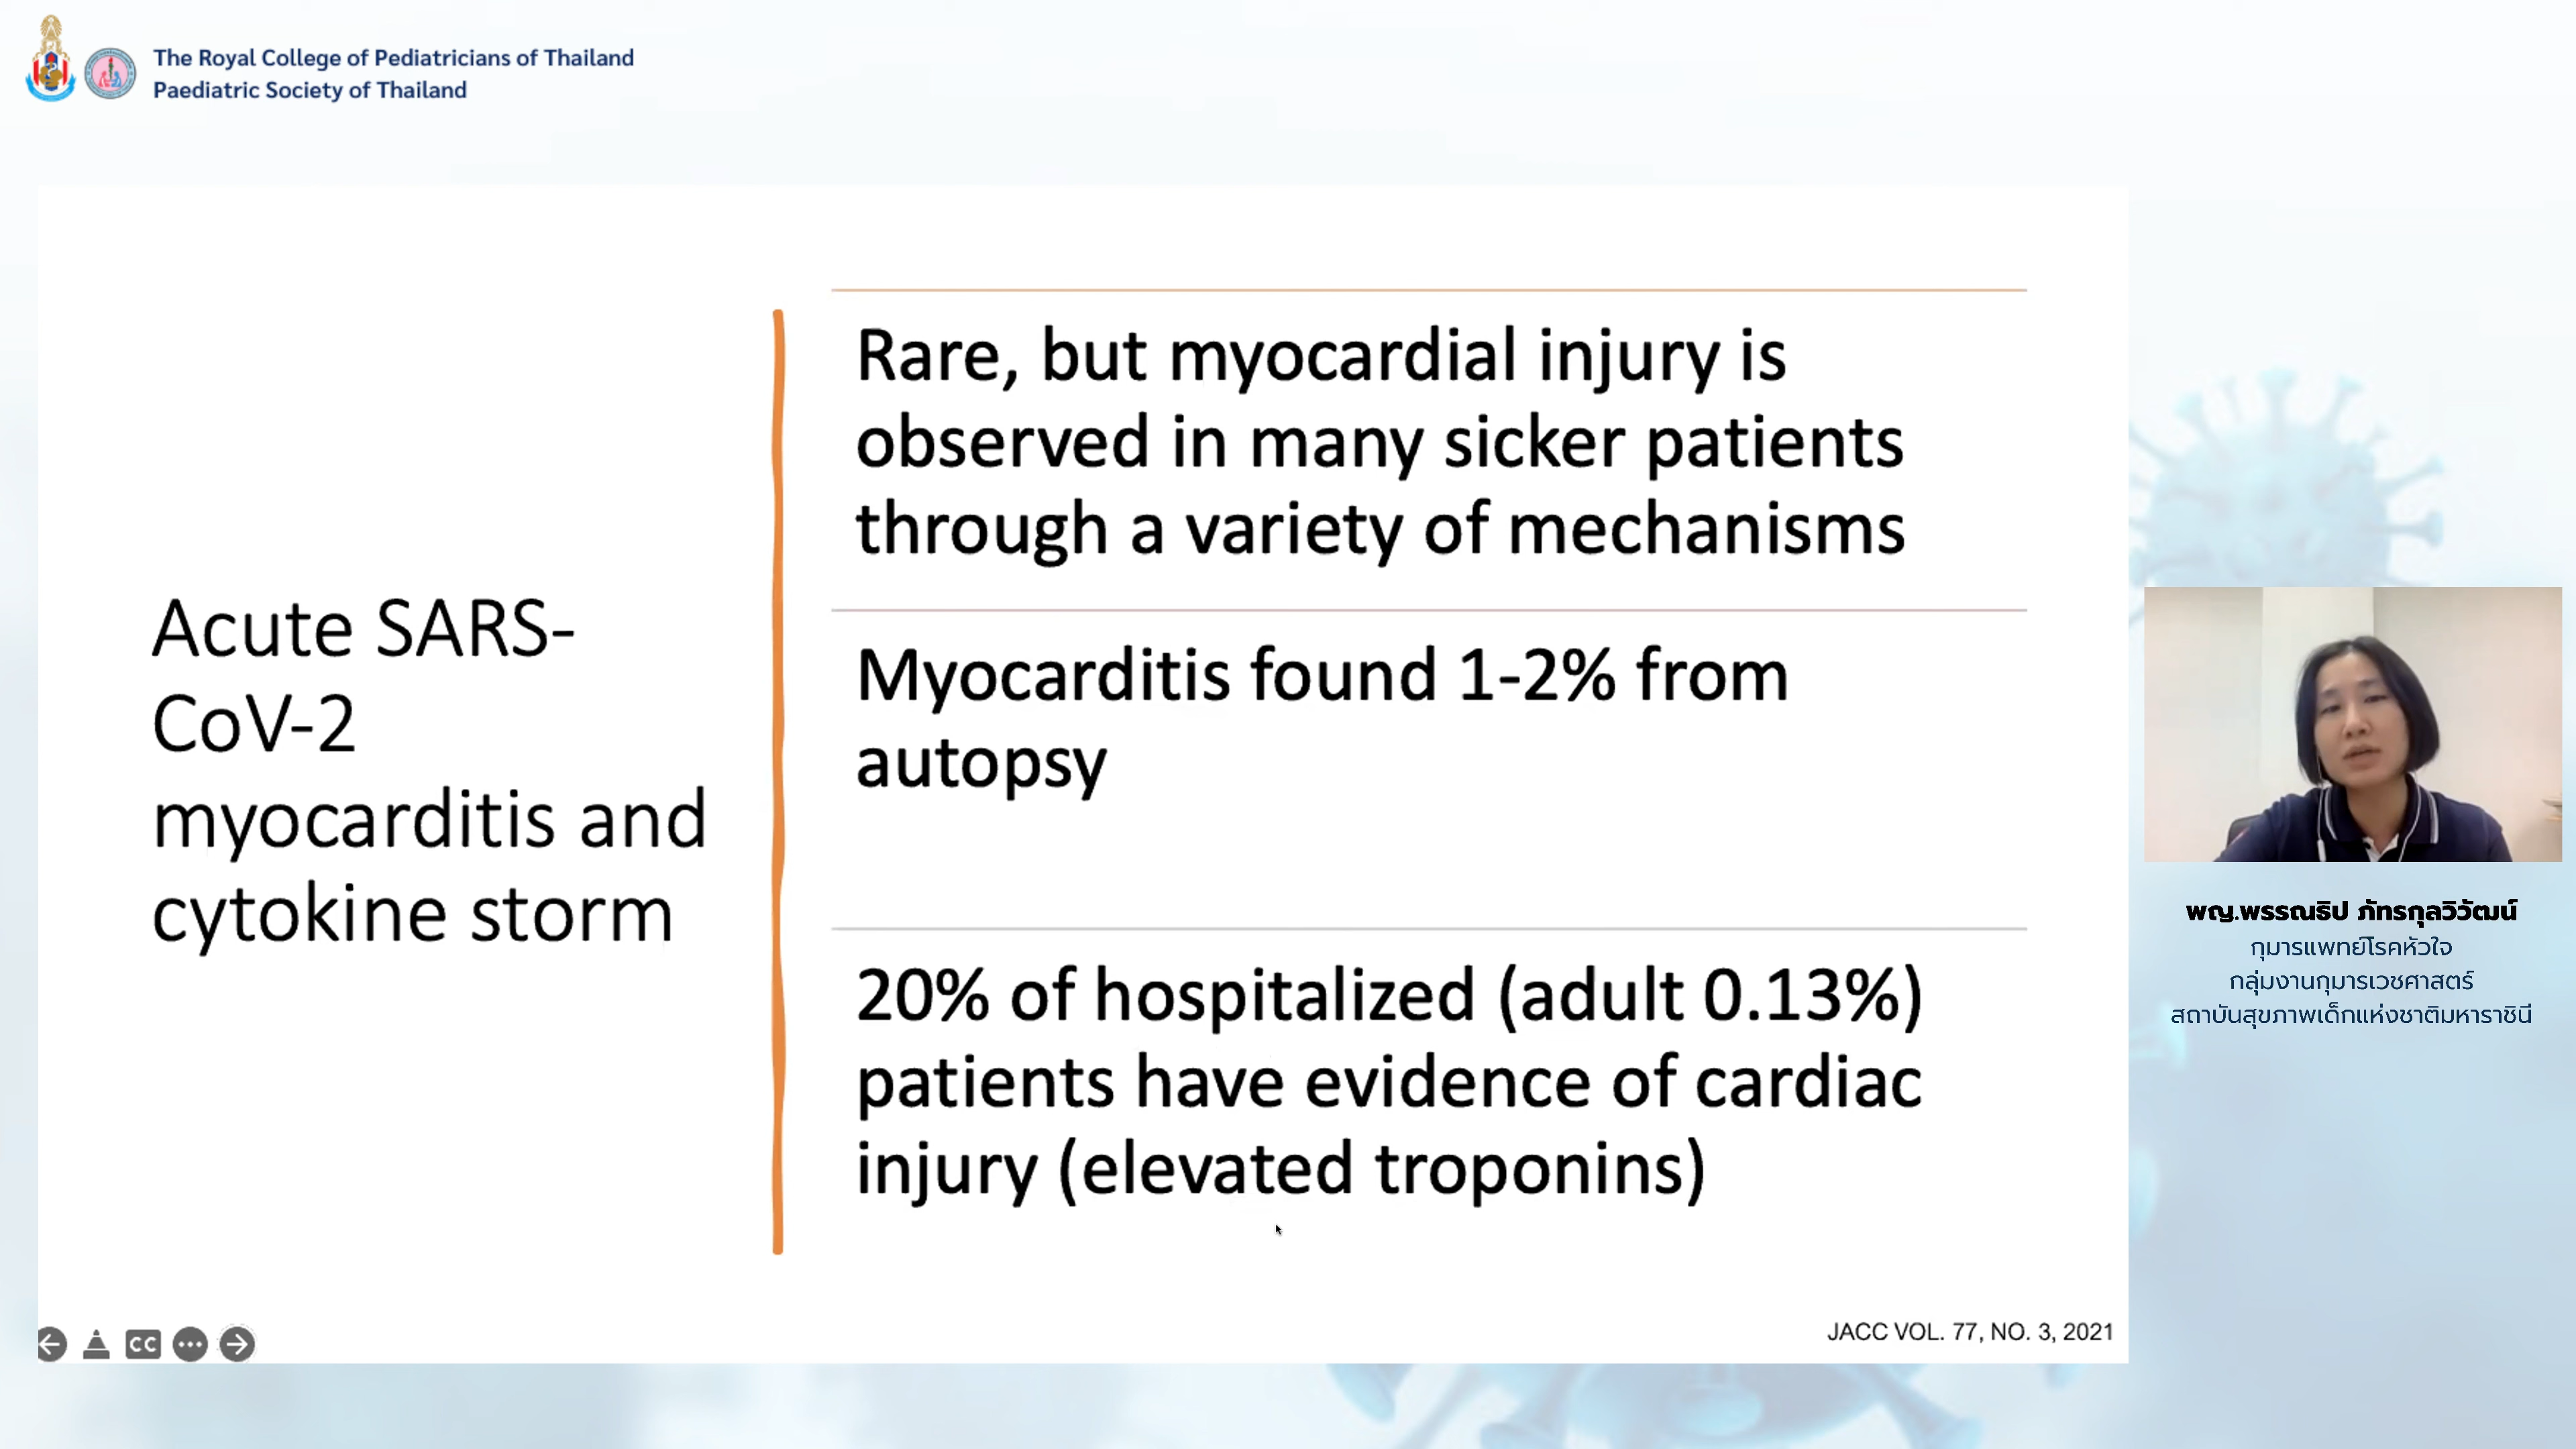 The Royal College of Pediatricians of Thailand
Paediatric Society of Thailand
Acute SARS-
CoV-2
myocarditis and
cytokine storm
Rare, but myocardial injury is
observed in many sicker patients
through a variety of mechanisms
Myocarditis found 1-2% from
autopsy
20% of hospitalized (adult 0.13%)
patients have evidence of cardiac
injury (elevated troponins)
JACC VOL. 77, NO. 3, 2021
CC
พญ.พรรณธิป ภัทรกุลวิวัฒน์
กุมารแพทย์โรคหัวใจ
กลุ่มงานกุมารเวชศาสตร์
สถาบันสุขภาพเด็กแห่งชาติมหาราชินี